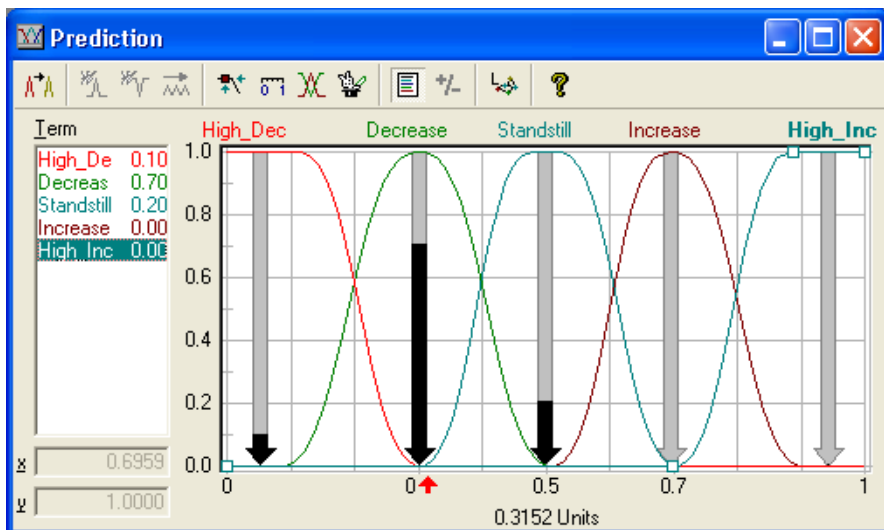 Prediction
Term
High_De 0.10
Decreas 0.70
Standstill 0.20
Increase 0.00
High_Inc 0.00
x 0.6959
y 1.0000
High_Dec Decrease Standstill Increase High_Inc
1.0
0.8
0.6
0.4
0.2
0.0
0 0 0.5 0.7 1
0.3152 Units